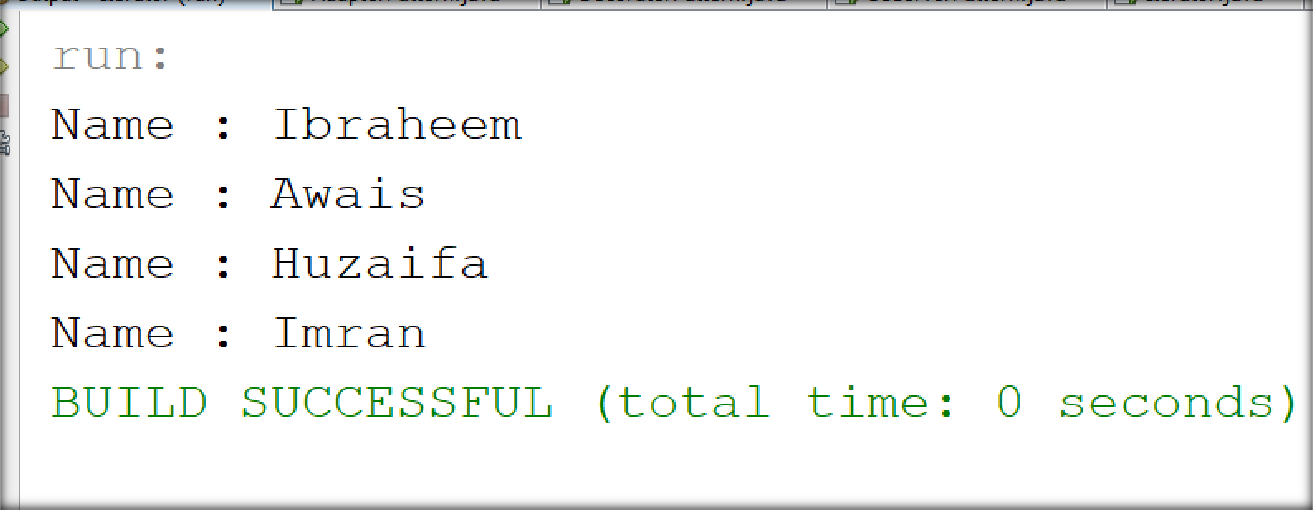 run:
Name : Ibraheem
Name : Awais
Name : Huzaifa
Name : Imran
BUILD SUCCESSFUL (total time: 0 seconds)